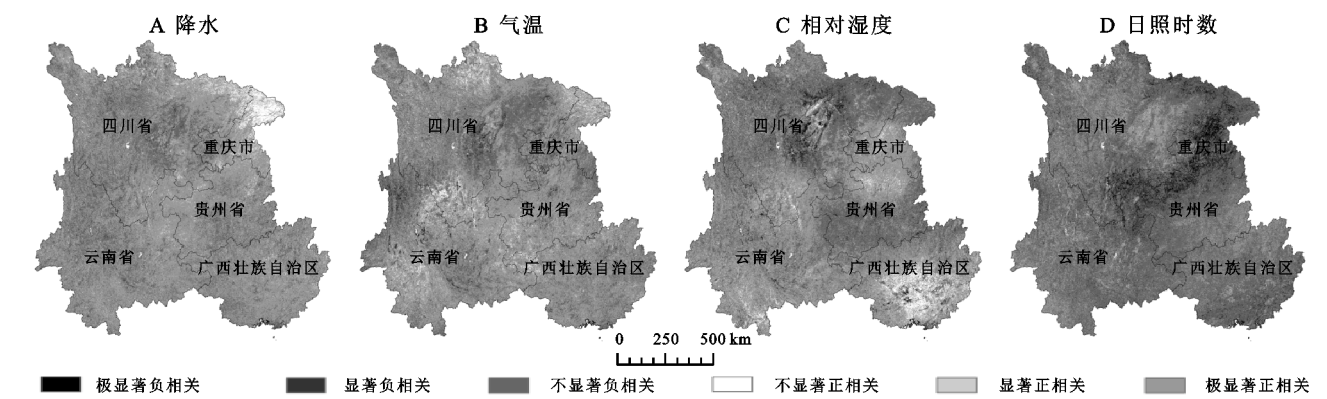 A 降水
B 气温
C 相对湿度
D 日照时数
四川省
重庆市
贵州省
云南省
广西壮族自治区
四川省
重庆市
贵州省
云南省
广西壮族自治区
四川省
重庆市
贵州省
云南省
广西壮族自治区
四川省
重庆市
贵州省
云南省
广西壮族自治区
0 250 500 km
极显著负相关 显著负相关 不显著负相关 不显著正相关 显著正相关 极显著正相关